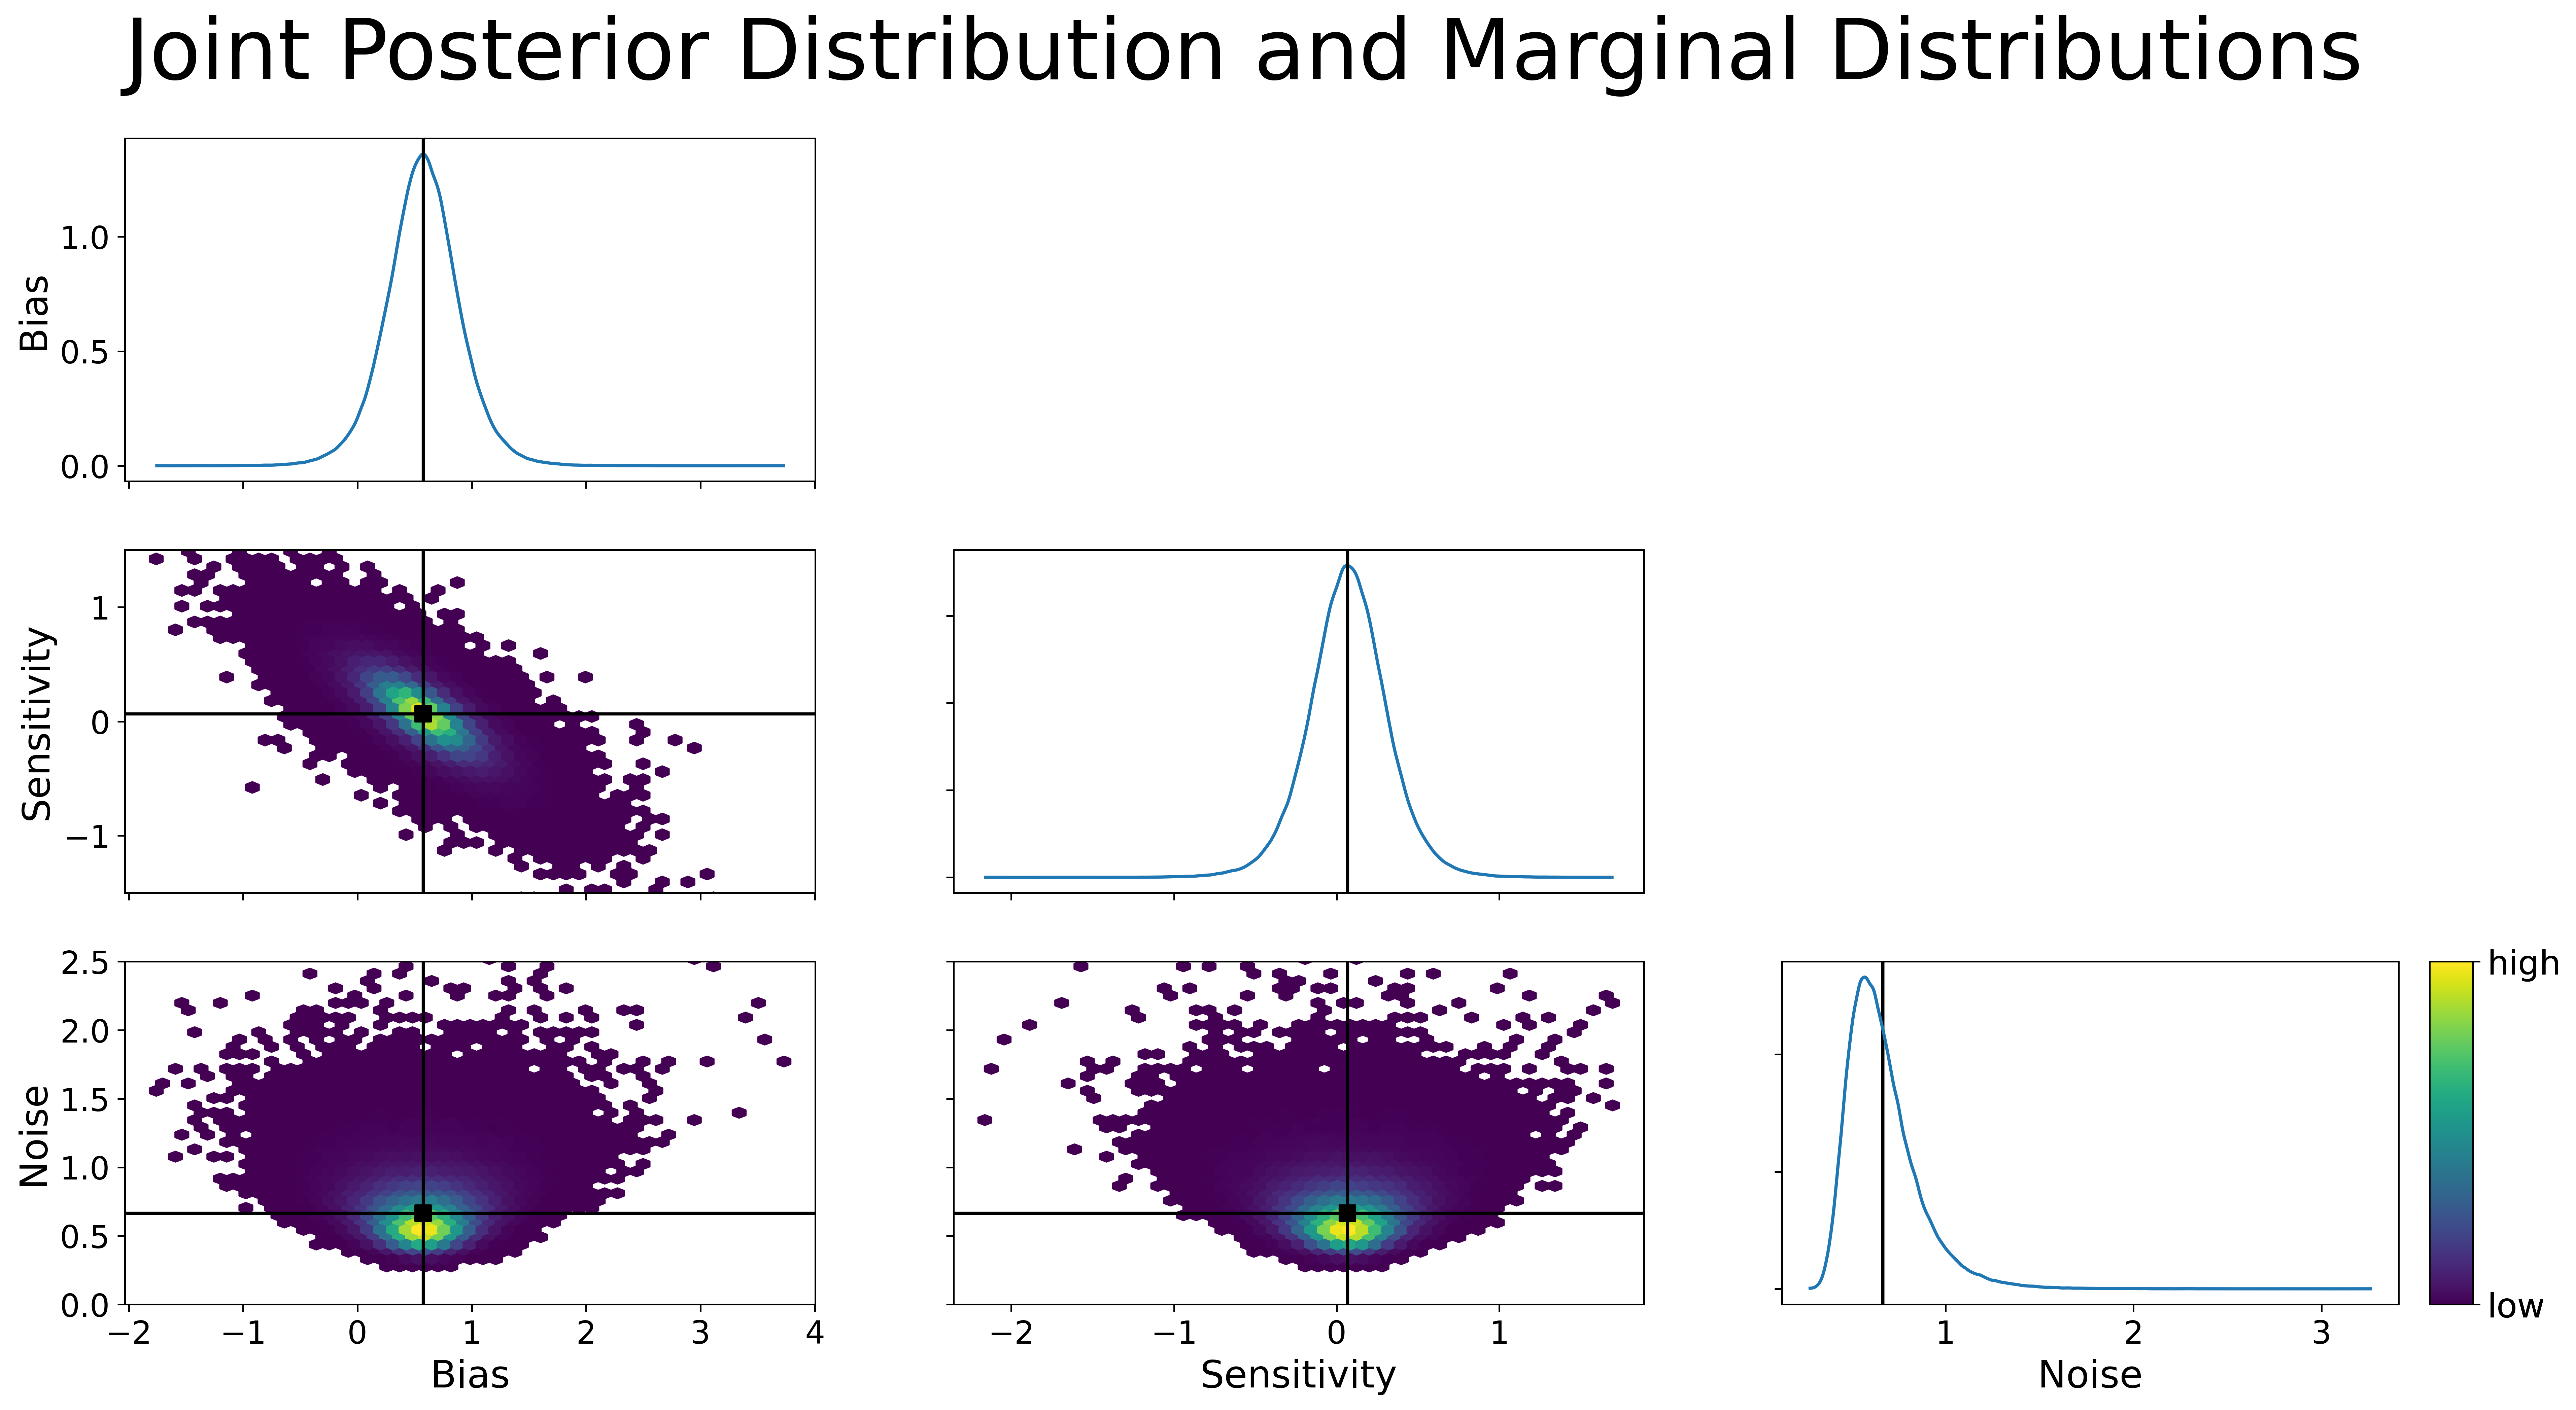 Joint Posterior Distribution and Marginal Distributions
Bias
1.0
0.5
0.0
Sensitivity
1
0
−1
Noise
2.5
2.0
1.5
1.0
0.5
0.0
−2 −1 0 1 2 3 4
Bias
−2 −1 0 1
Sensitivity
1 2 3
Noise
high
low